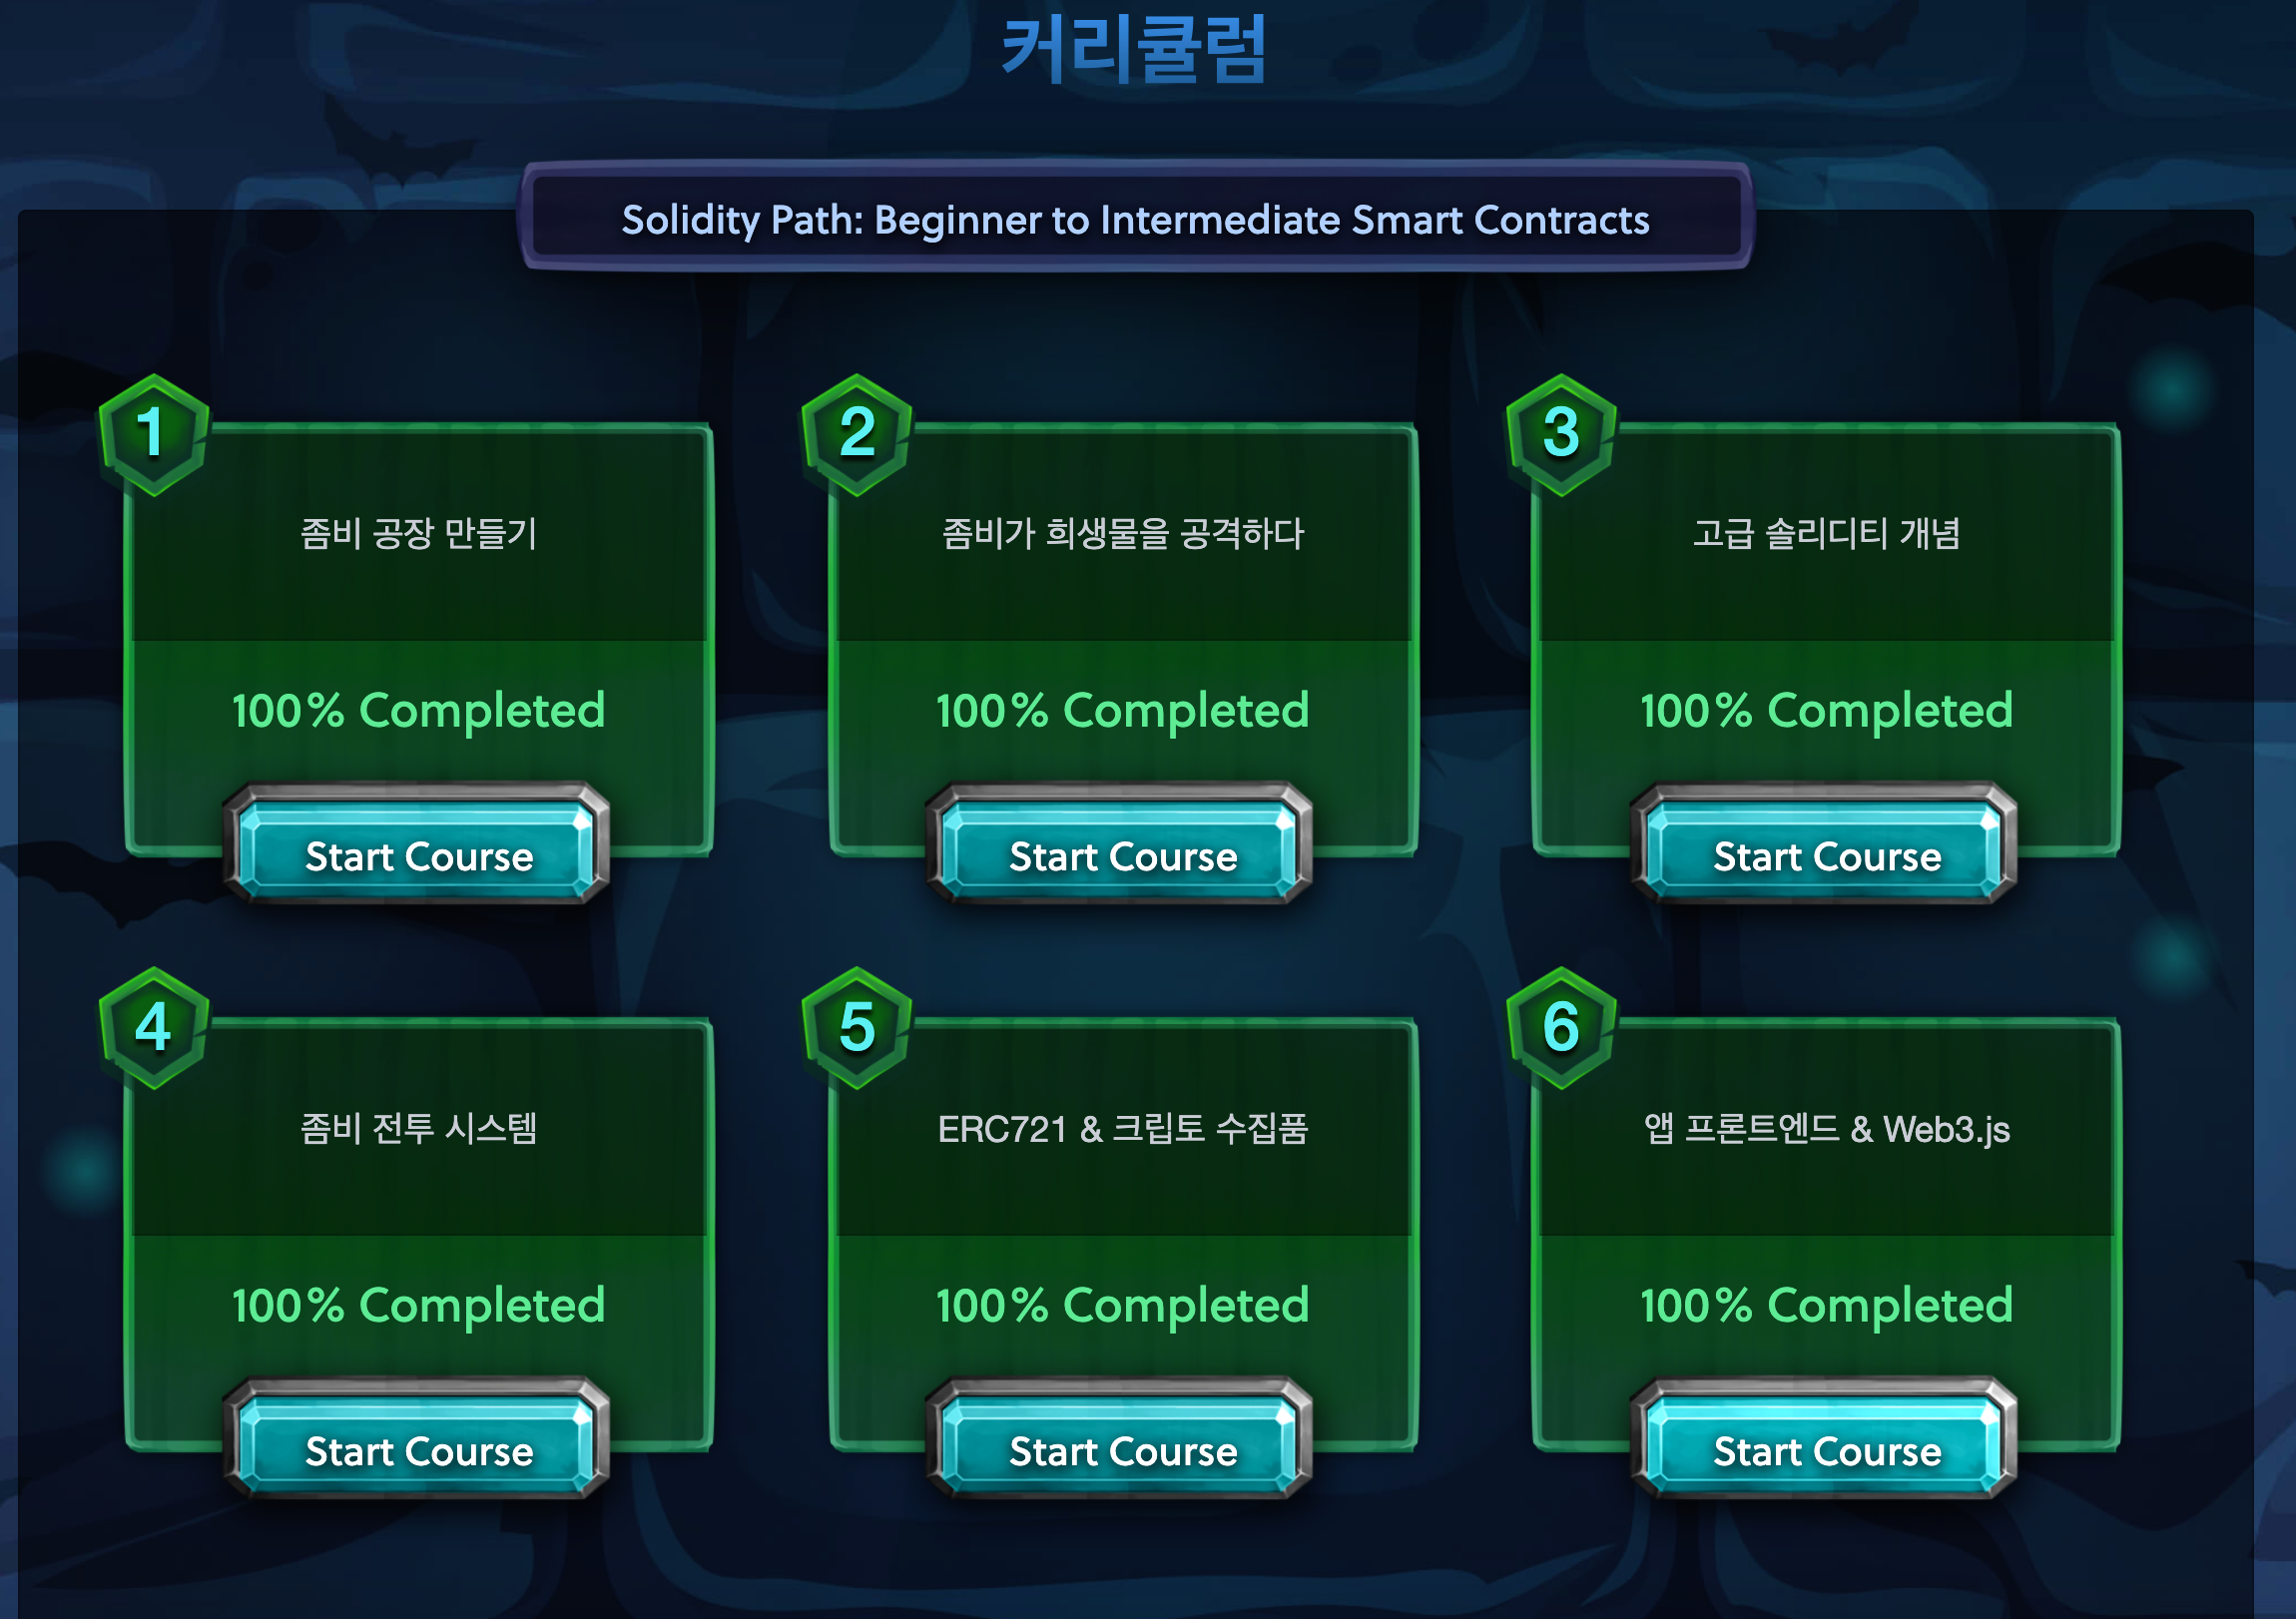 커리큘럼
Solidity Path: Beginner to Intermediate Smart Contracts
1
좀비 공장 만들기
100% Completed
Start Course
2
좀비가 희생물을 공격하다
100% Completed
Start Course
3
고급 솔리디티 개념
100% Completed
Start Course
4
좀비 전투 시스템
100% Completed
Start Course
5
ERC721 & 크립토 수집품
100% Completed
Start Course
6
앱 프론트엔드 & Web3.js
100% Completed
Start Course